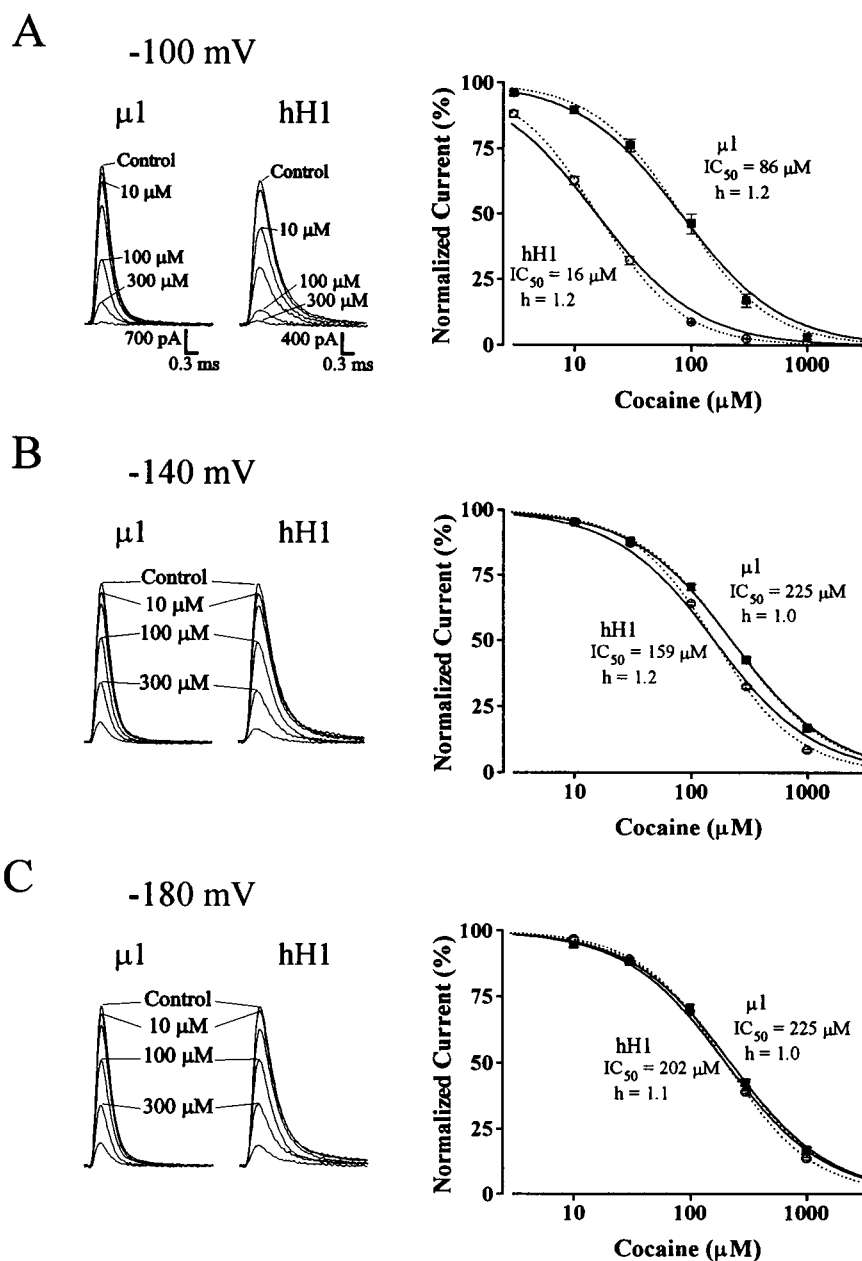 A
-100 mV
μ1
hH1
Control
10 μM
100 μM
300 μM
700 pA
0.3 ms
Control
10 μM
100 μM
300 μM
400 pA
0.3 ms
Normalized Current (%)
100
75
50
25
0
μ1
IC50 = 86 μM
h = 1.2
hH1
IC50 = 16 μM
h = 1.2
10
100
1000
Cocaine (μM)
B
-140 mV
μ1
hH1
Control
10 μM
100 μM
300 μM
Normalized Current (%)
100
75
50
25
0
μ1
IC50 = 225 μM
h = 1.0
hH1
IC50 = 159 μM
h = 1.2
10
100
1000
Cocaine (μM)
C
-180 mV
μ1
hH1
Control
10 μM
100 μM
300 μM
Normalized Current (%)
100
75
50
25
0
μ1
IC50 = 225 μM
h = 1.0
hH1
IC50 = 202 μM
h = 1.1
10
100
1000
Cocaine (μM)